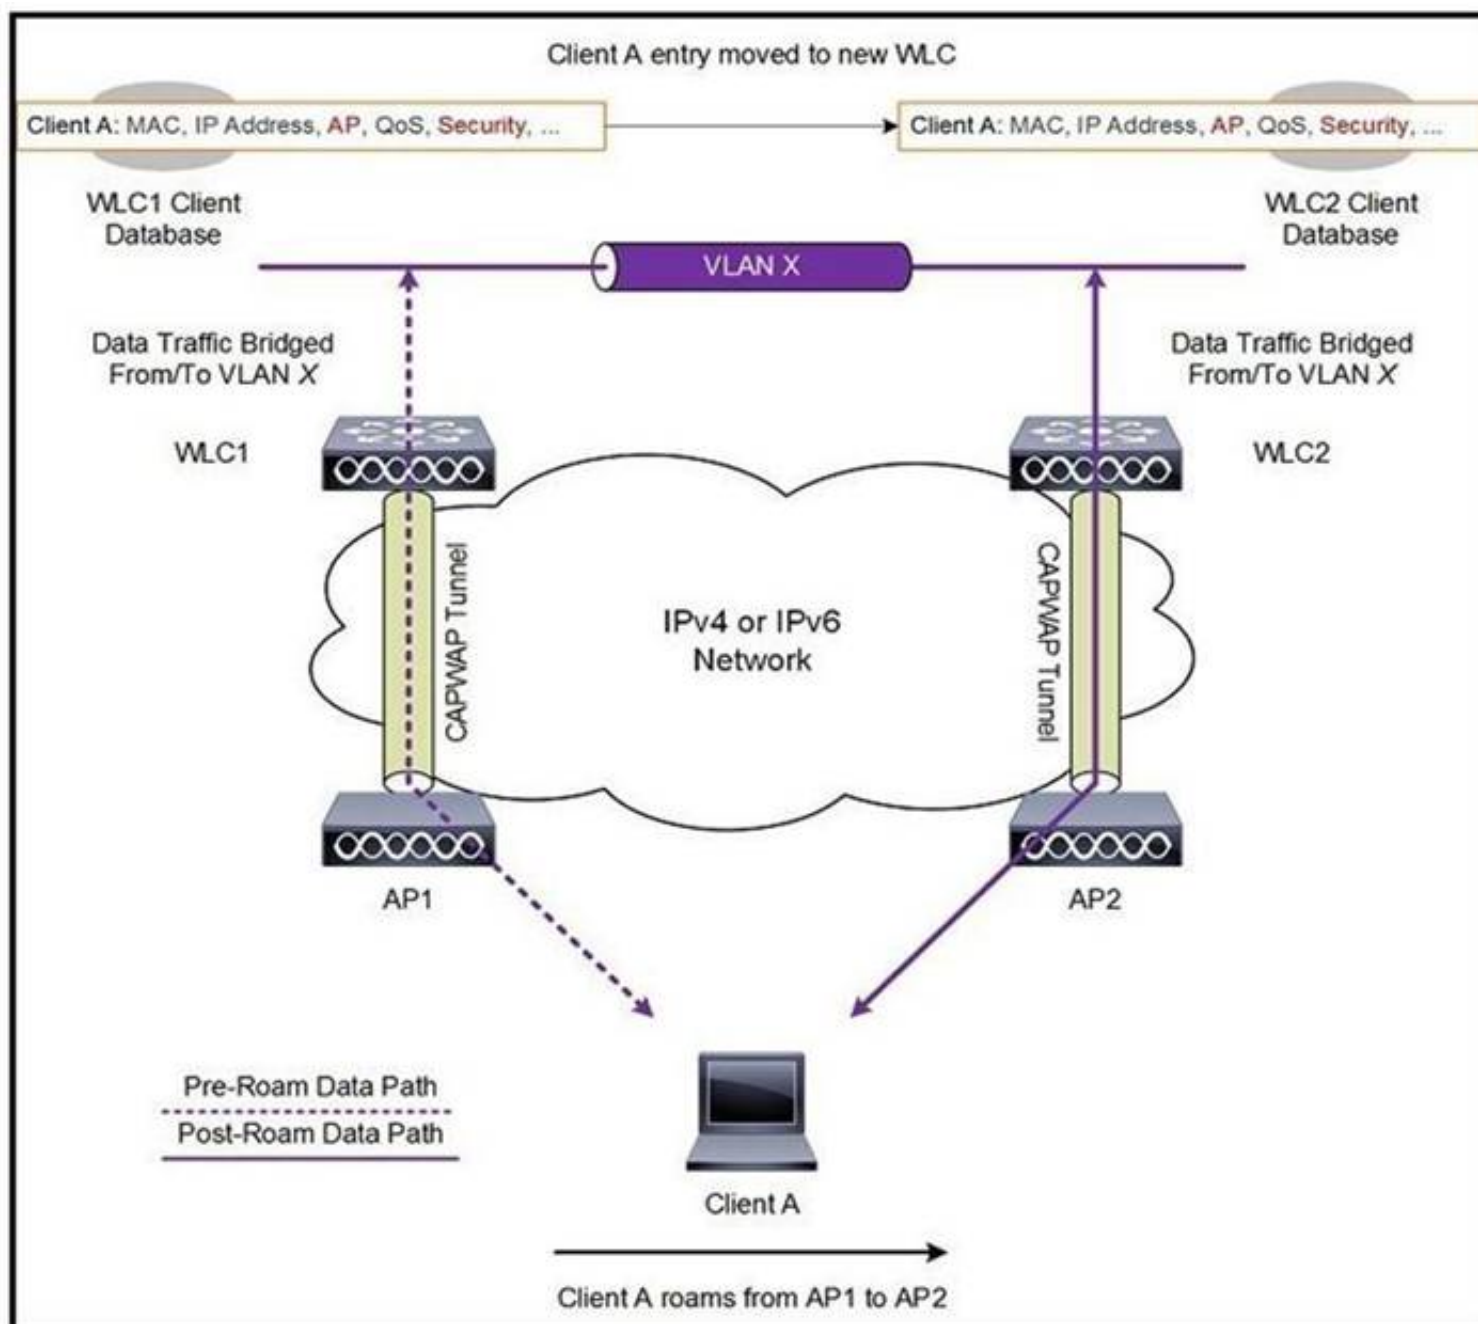 Client A entry moved to new WLC
Client A: MAC, IP Address, AP, QoS, Security, ...
Client A: MAC, IP Address, AP, QoS, Security, ...
WLC1 Client
Database
WLC2 Client
Database
VLAN X
Data Traffic Bridged
From/To VLAN X
Data Traffic Bridged
From/To VLAN X
WLC1
WLC2
CAPWAP Tunnel
CAPWAP Tunnel
IPv4 or IPv6
Network
AP1
AP2
Pre-Roam Data Path
Post-Roam Data Path
Client A
Client A roams from AP1 to AP2